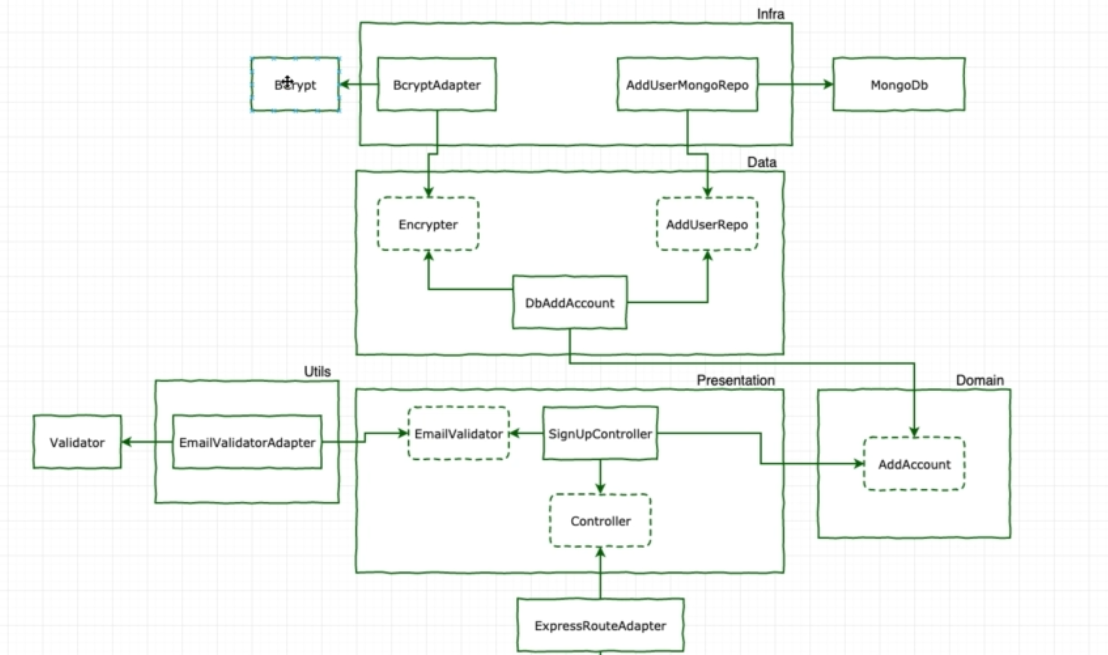 Infra
Bcrypt
BcryptAdapter
AddUserMongoRepo
MongoDb
Data
Encrypter
AddUserRepo
DbAddAccount
Utils
Presentation
Domain
Validator
EmailValidatorAdapter
EmailValidator
SignUpController
AddAccount
Controller
ExpressRouteAdapter